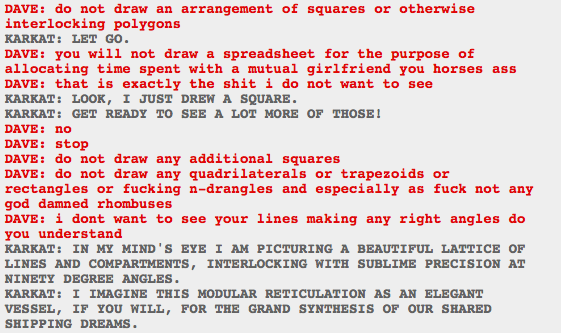 DAVE: do not draw an arrangement of squares or otherwise
interlocking polygons
KARKAT: LET GO.
DAVE: you will not draw a spreadsheet for the purpose of
allocating time spent with a mutual girlfriend you horses ass
DAVE: that is exactly the shit i do not want to see
KARKAT: LOOK, I JUST DREW A SQUARE.
KARKAT: GET READY TO SEE A LOT MORE OF THOSE!
DAVE: no
DAVE: stop
DAVE: do not draw any additional squares
DAVE: do not draw any quadrilaterals or trapezoids or
rectangles or fucking n-drangles and especially as fuck not any
god damned rhombuses
DAVE: i dont want to see your lines making any right angles do
you understand
KARKAT: IN MY MIND'S EYE I AM PICTURING A BEAUTIFUL LATTICE OF
LINES AND COMPARTMENTS, INTERLOCKING WITH SUBLIME PRECISION AT
NINETY DEGREE ANGLES.
KARKAT: I IMAGINE THIS MODULAR RETICULATION AS AN ELEGANT
VESSEL, IF YOU WILL, FOR THE GRAND SYNTHESIS OF OUR SHARED
SHIPPING DREAMS.